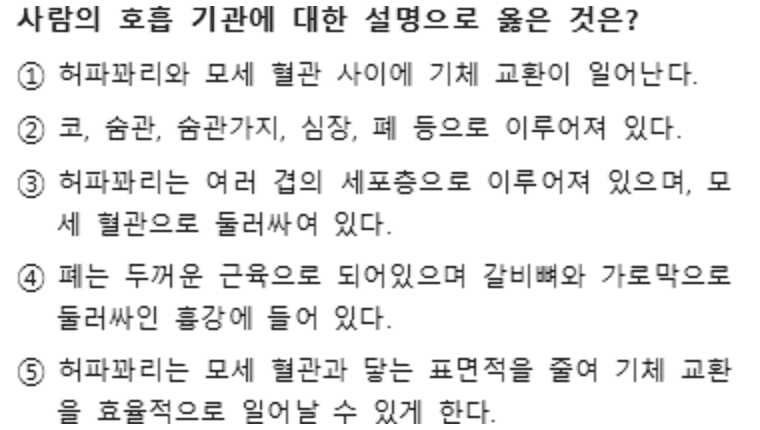 사람의 호흡 기관에 대한 설명으로 옳은 것은?
① 허파꽈리와 모세 혈관 사이에 기체 교환이 일어난다.
② 코, 숨관, 숨관가지, 심장, 폐 등으로 이루어져 있다.
③ 허파꽈리는 여러 겹의 세포층으로 이루어져 있으며, 모
세 혈관으로 둘러싸여 있다.
④ 폐는 두꺼운 근육으로 되어있으며 갈비뼈와 가로막으로
둘러싸인 흉강에 들어 있다.
⑤ 허파꽈리는 모세 혈관과 닿는 표면적을 줄여 기체 교환
을 효율적으로 일어날 수 있게 한다.